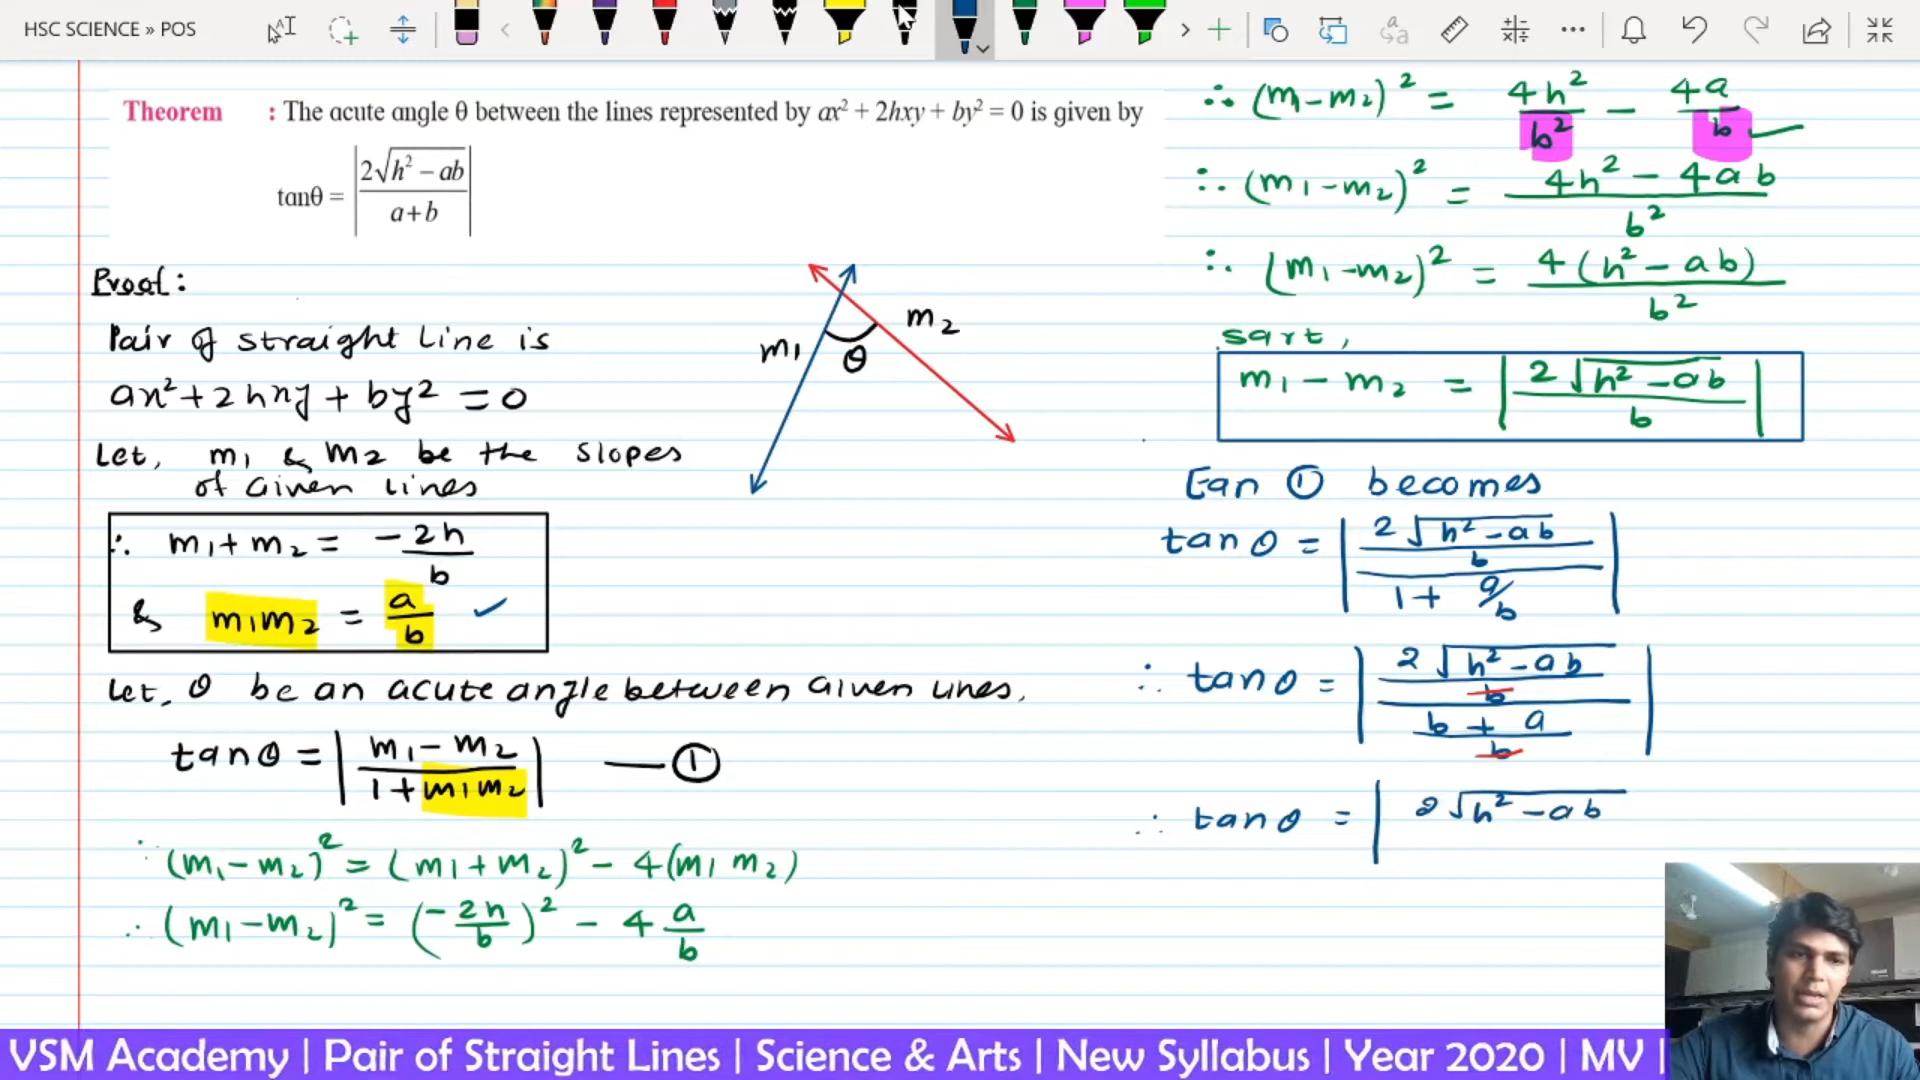 HSC SCIENCE » POS
Theorem : The acute angle θ between the lines represented by ax² + 2hxy + by² = 0 is given by
tanθ = |2√(h² – ab) / (a+b)|
Proof:
Pair of straight Line is
ax² + 2hxy + by² = 0
Let, m₁ & m₂ be the slopes
of Given Lines
∴ m₁+m₂ = -2h/b
& m₁m₂ = a/b ✓
Let, θ be an acute angle between Given Lines,
tanθ = |(m₁ – m₂) / (1 + m₁m₂)| — ①
∵ (m₁ – m₂)² = (m₁ + m₂)² – 4(m₁ m₂)
∴ (m₁ – m₂)² = (-2h/b)² – 4 a/b
m₁ θ m₂
∴ (m₁ – m₂)² = 4h²/b² – 4a/b ✓
∴ (m₁ – m₂)² = (4h² – 4ab)/b²
∴ (m₁ – m₂)² = 4(h² – ab)/b²
sqrt,
m₁ – m₂ = |2√(h² – ab) / b|
Ean ① becomes
tanθ = |(2√(h² – ab) / b) / (1 + a/b)|
∴ tanθ = |(2√(h² – ab) / b) / ((b + a)/b)|
∴ tanθ = | 2√(h² – ab)
VSM Academy | Pair of Straight Lines | Science & Arts | New Syllabus | Year 2020 | MV |